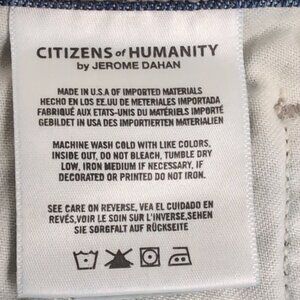 CITIZENS of HUMANITY
by JEROME DAHAN
MADE IN U.S.A OF IMPORTED MATERIALS
HECHO EN LOS EE.UU DE METERIALES IMPORTADA
FABRIQUÉ AUX ETATS-UNIS DU MATÉRIEL IMPORTÉ
GEBILDET IN USA DES IMPORTIERTEN MATERIALIEN
MACHINE WASH COLD WITH LIKE COLORS,
INSIDE OUT, DO NOT BLEACH, TUMBLE DRY
LOW, IRON MEDIUM IF NECESSARY, IF
DECORATED OR PRINTED DO NOT IRON.
SEE CARE ON REVERSE, VEA EL CUIDADO EN
REVÉS,VOIR LE SOIN SUR L'INVERSE,SEHEN
SIE SORGFALT AUF RÜCKSEITE